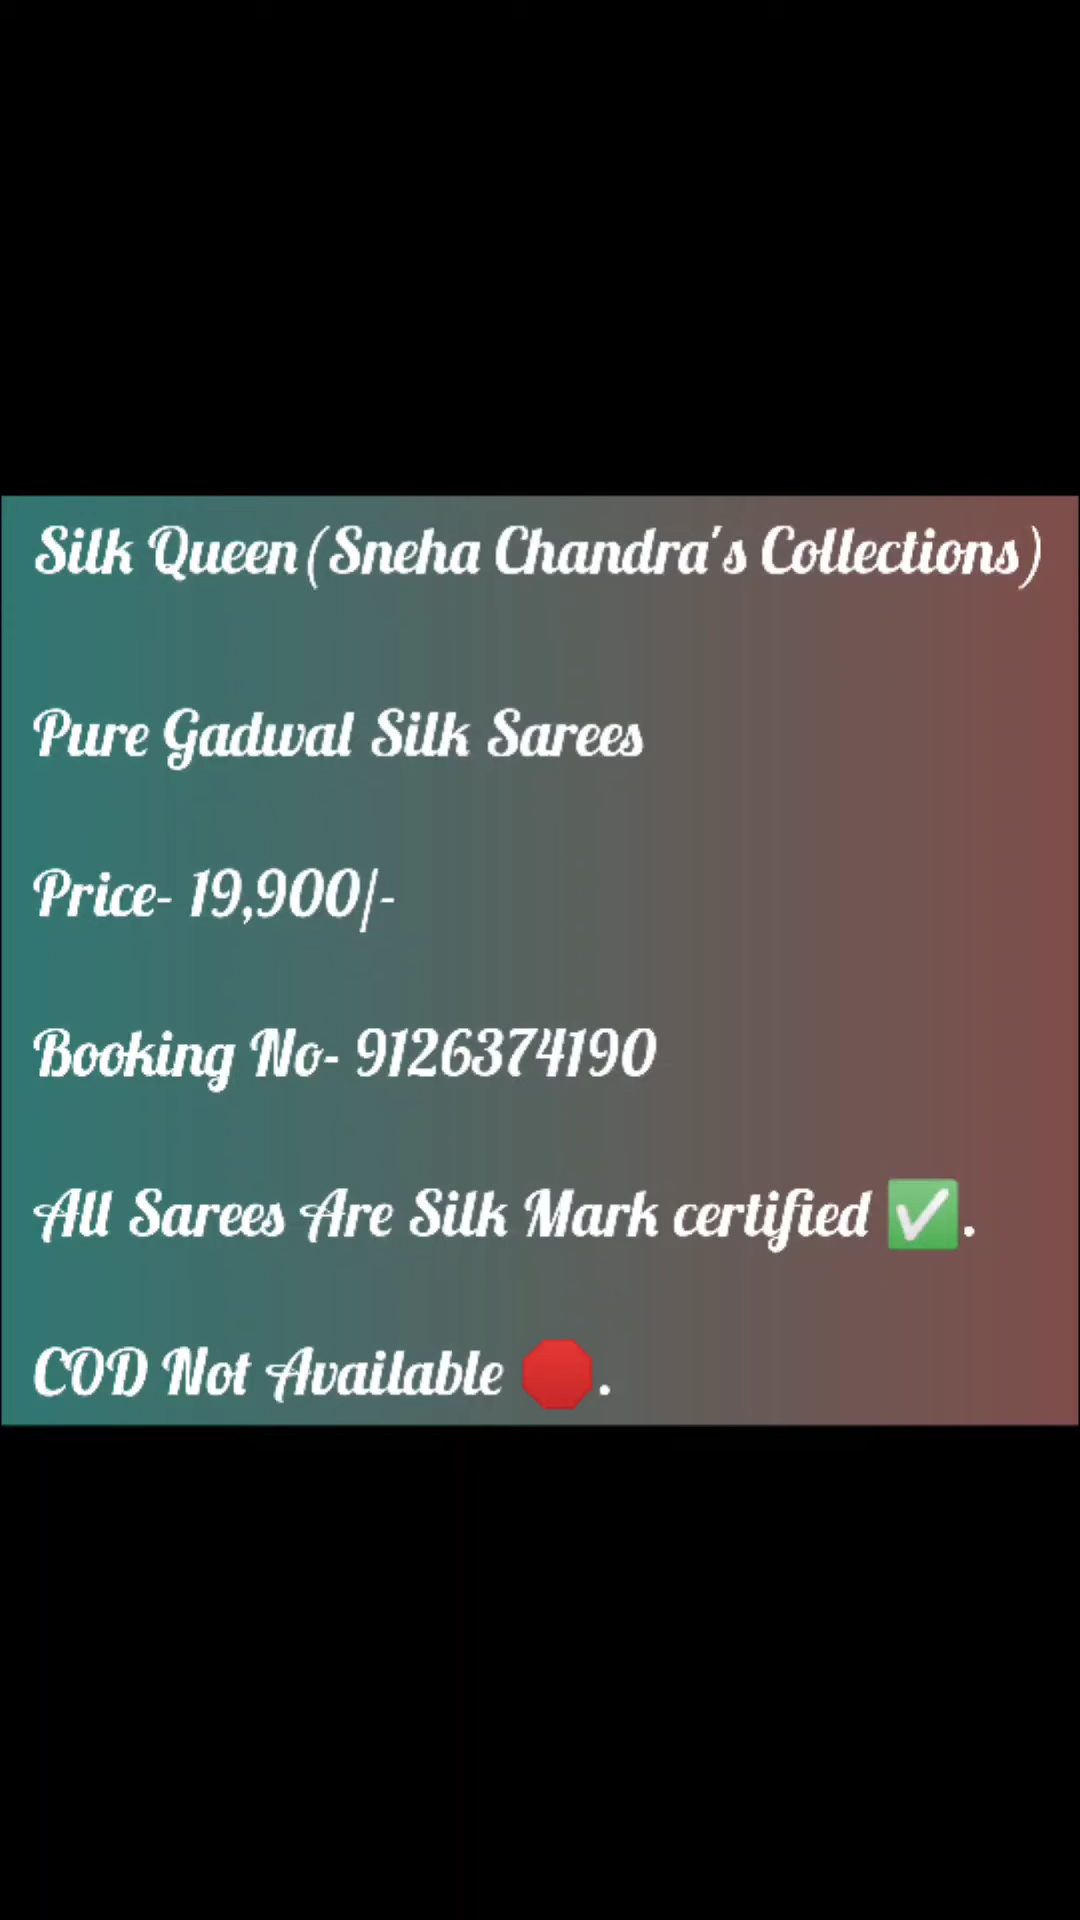 Silk Queen(Sneha Chandra's Collections)
Pure Gadwal Silk Sarees
Price- 19,900/-
Booking No- 9126374190
All Sarees Are Silk Mark certified ✅.
COD Not Available 🛑.